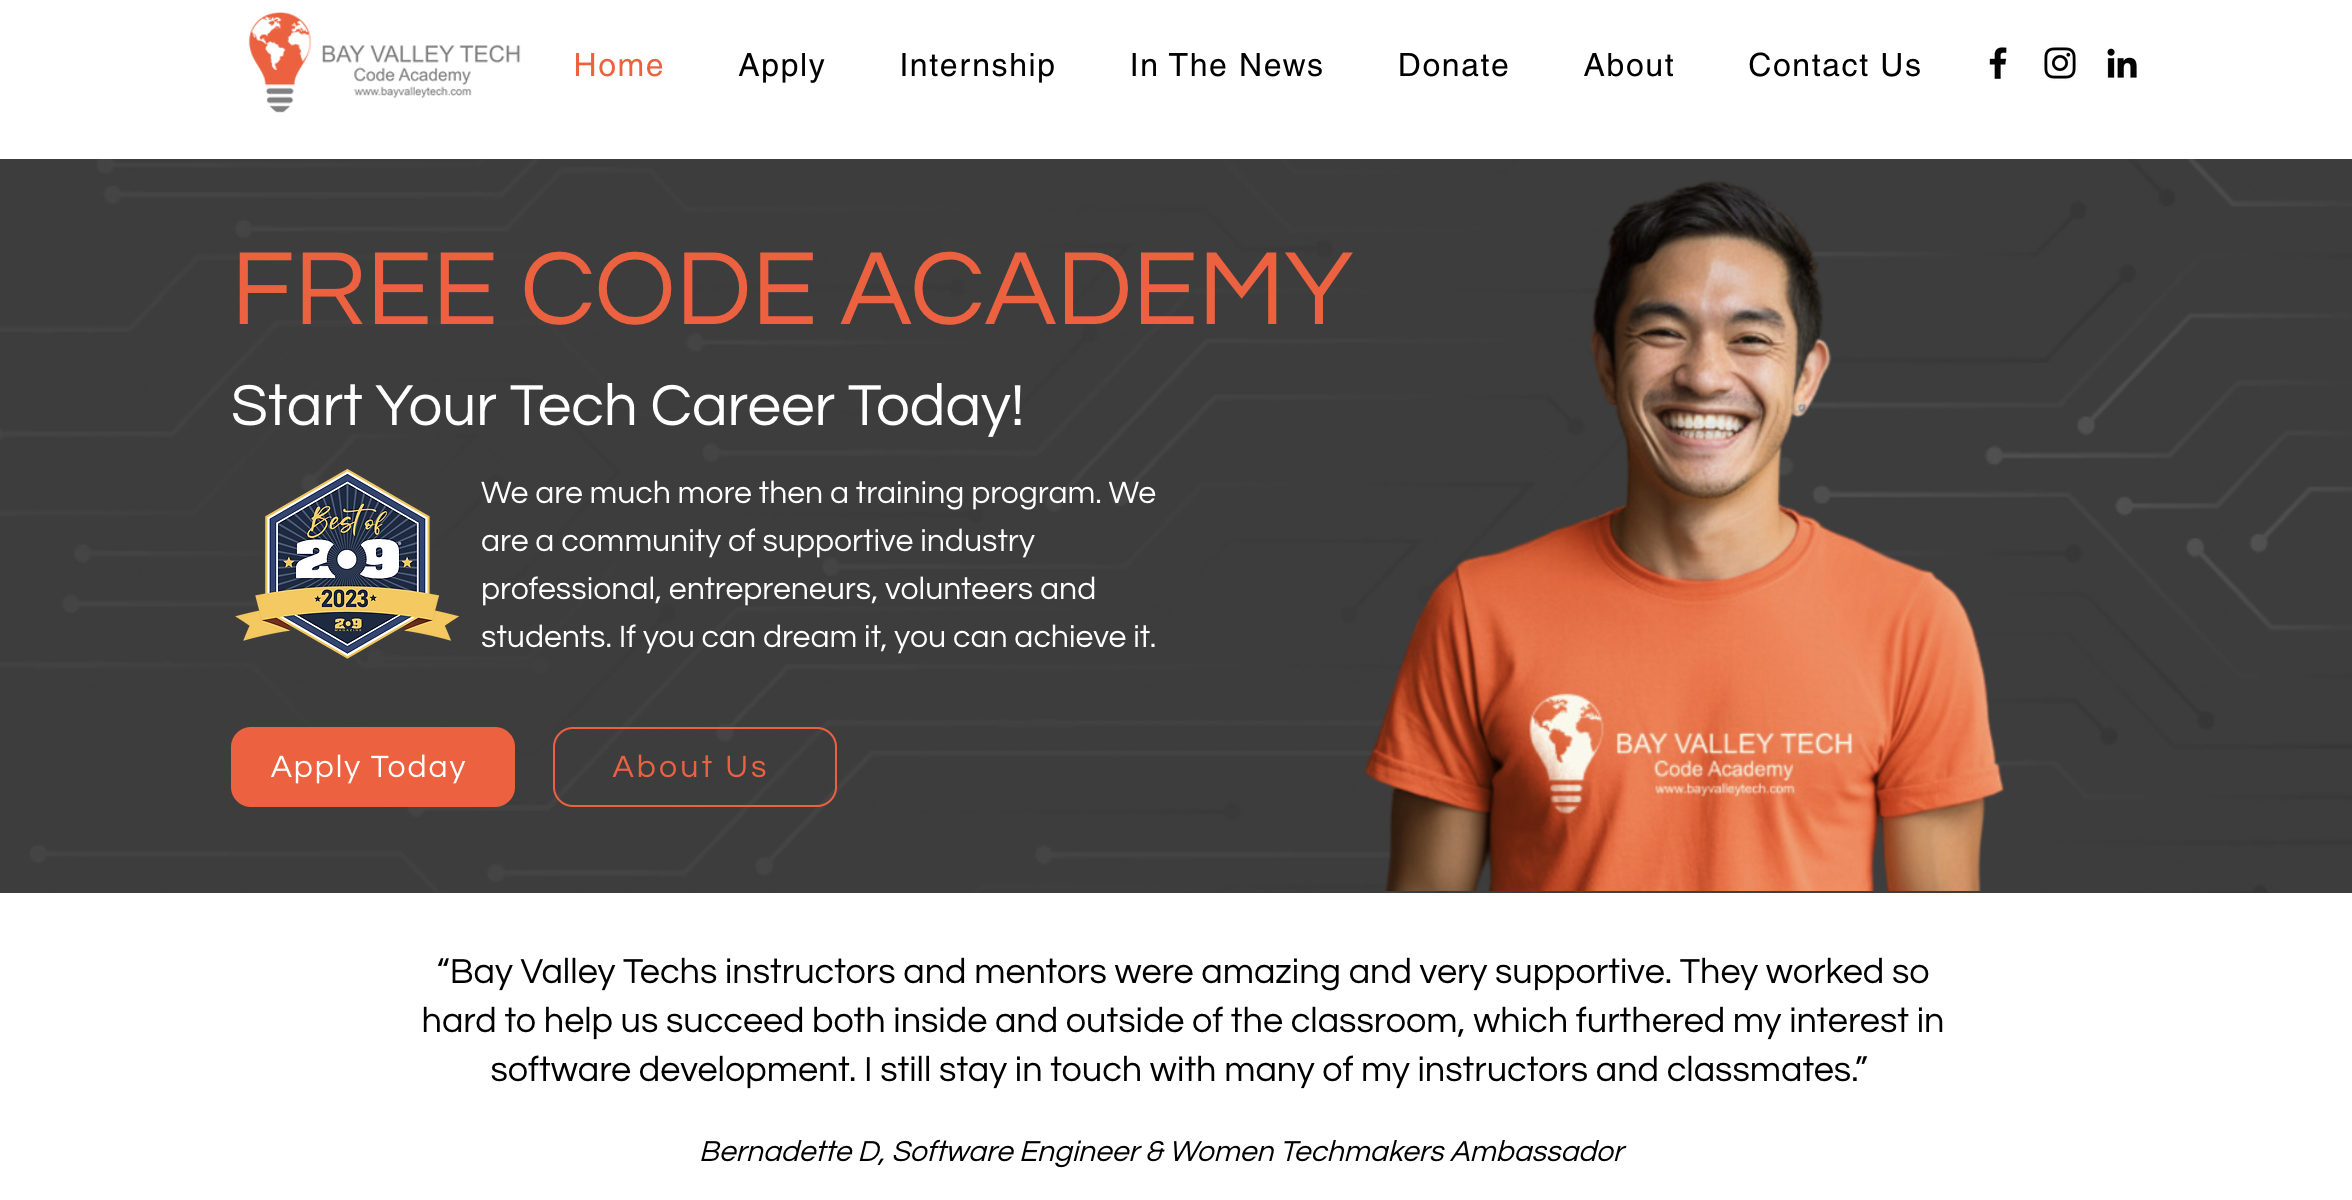 BAY VALLEY TECH
Code Academy
www.bayvalleytech.com
Home
Apply
Internship
In The News
Donate
About
Contact Us
FREE CODE ACADEMY
Start Your Tech Career Today!
Best of
209
2023
209
MAGAZINE
We are much more then a training program. We
are a community of supportive industry
professional, entrepreneurs, volunteers and
students. If you can dream it, you can achieve it.
Apply Today
About Us
BAY VALLEY TECH
Code Academy
www.bayvalleytech.com
“Bay Valley Techs instructors and mentors were amazing and very supportive. They worked so
hard to help us succeed both inside and outside of the classroom, which furthered my interest in
software development. I still stay in touch with many of my instructors and classmates.”
Bernadette D, Software Engineer & Women Techmakers Ambassador